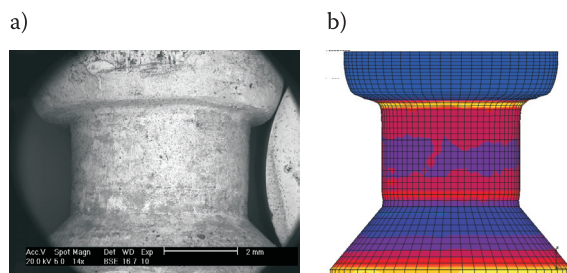 a)
b)
Acc.V Spot Magn Det WD Exp
20.0 kV 5.0 14x BSE 16.7 10 2 mm